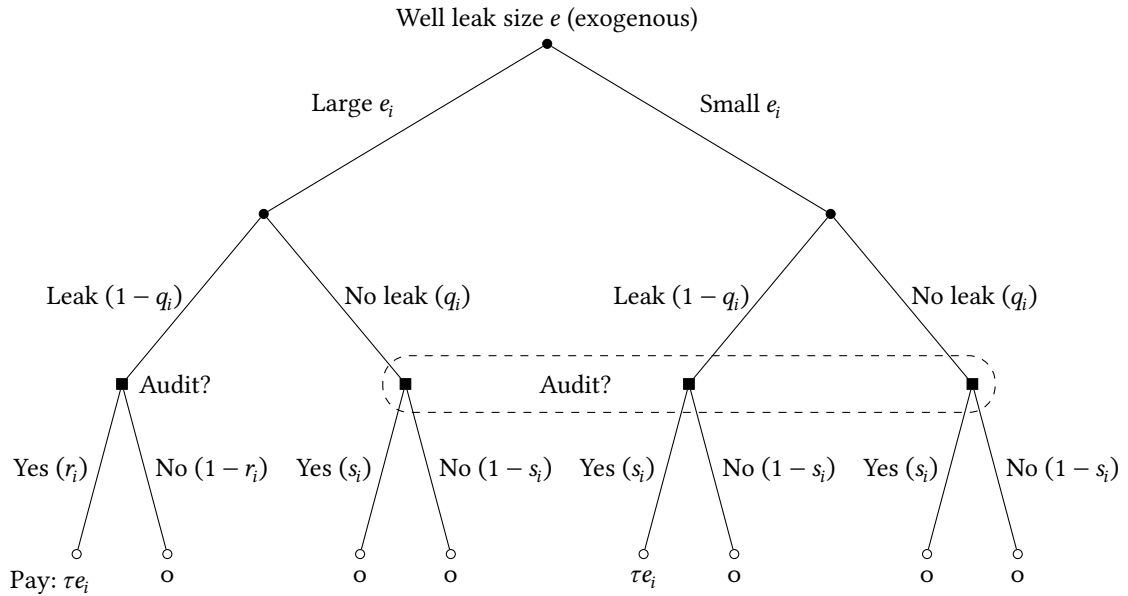 Well leak size e (exogenous)
Large eᵢ
Small eᵢ
Leak (1 − qᵢ)
No leak (qᵢ)
Leak (1 − qᵢ)
No leak (qᵢ)
Audit?
Audit?
Yes (rᵢ)
No (1 − rᵢ)
Yes (sᵢ)
No (1 − sᵢ)
Yes (sᵢ)
No (1 − sᵢ)
Yes (sᵢ)
No (1 − sᵢ)
Pay: τeᵢ
0
0
0
τeᵢ
0
0
0